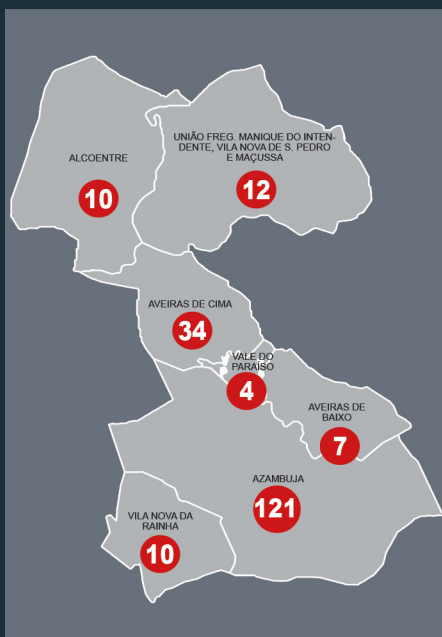 ALCOENTRE
10
UNIÃO FREG. MANIQUE DO INTEN-
DENTE, VILA NOVA DE S. PEDRO
E MAÇUSSA
12
AVEIRAS DE CIMA
34
VALE DO
PARAÍSO
4
AVEIRAS DE
BAIXO
7
AZAMBUJA
121
VILA NOVA DA
RAINHA
10